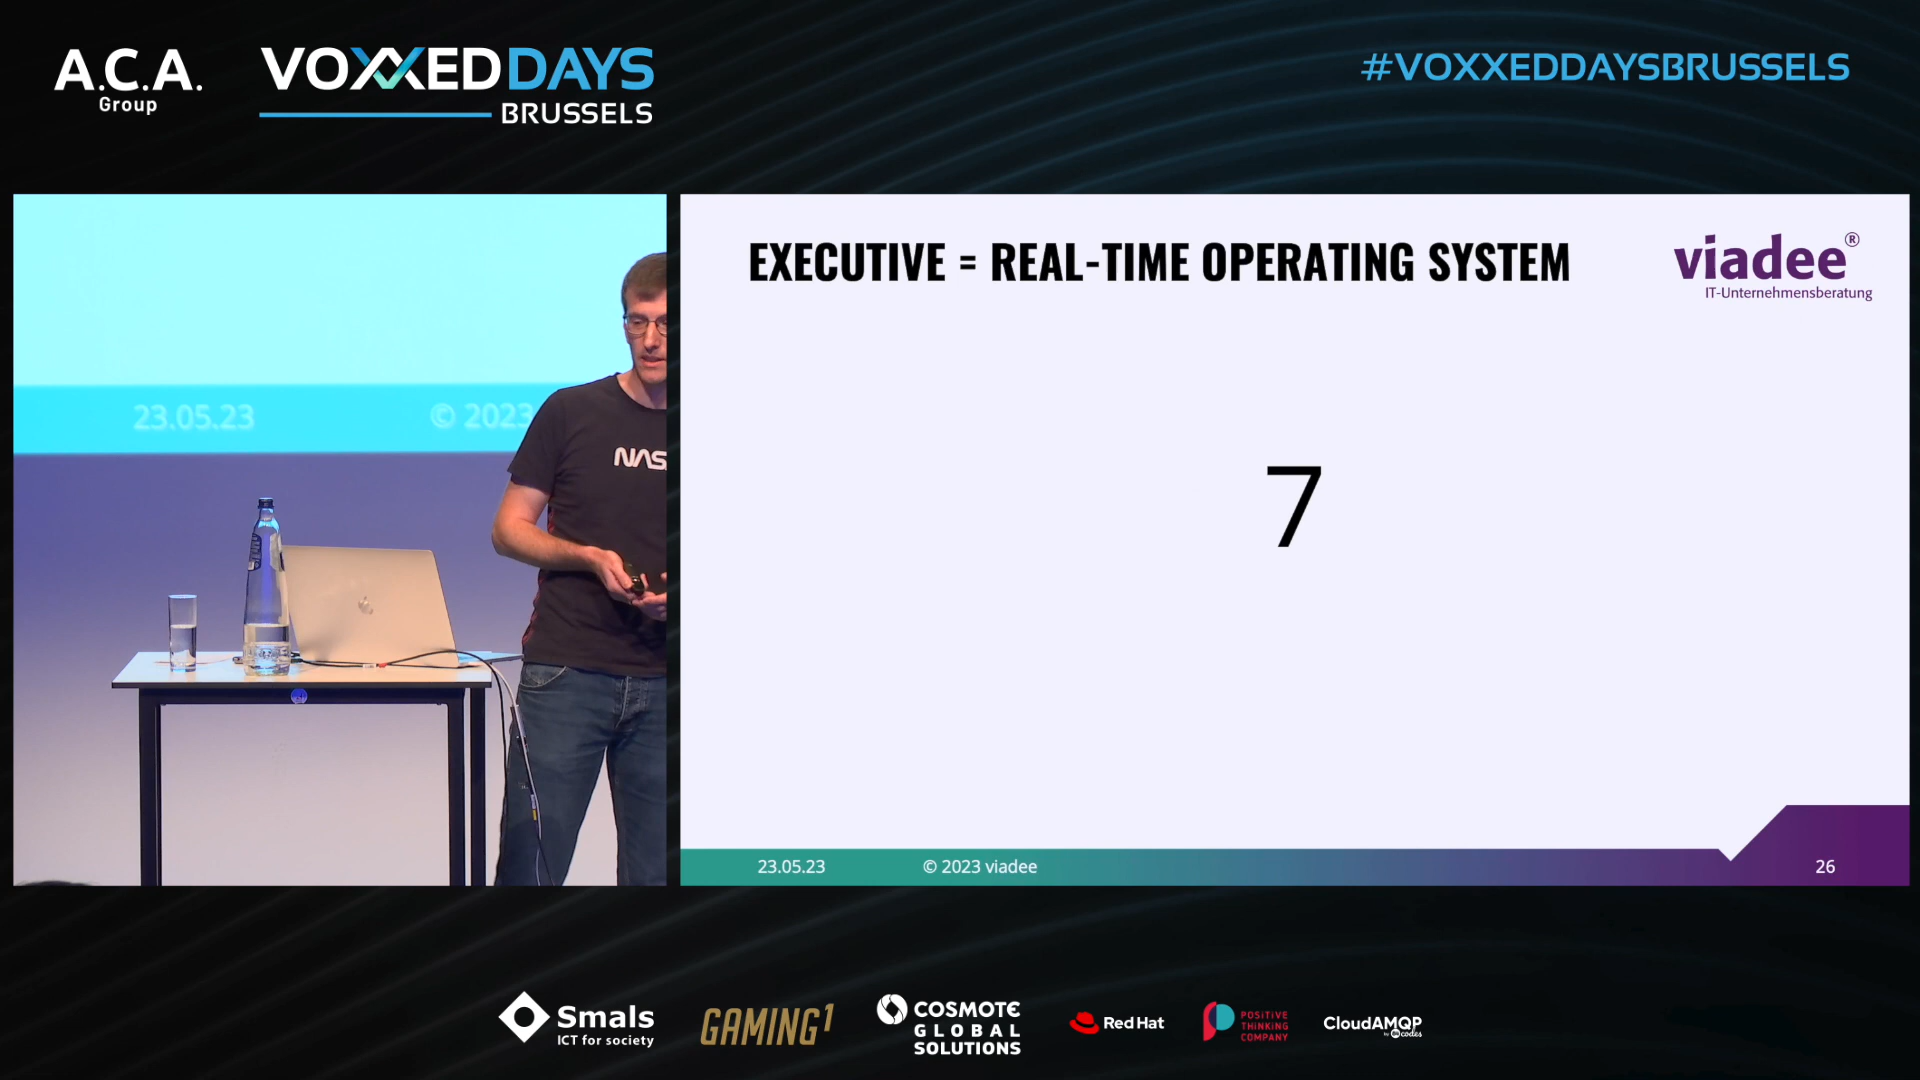 A.C.A.
Group
VOXXEDDAYS
BRUSSELS
#VOXXEDDAYSBRUSSELS
23.05.23
© 2023
NAS
EXECUTIVE = REAL-TIME OPERATING SYSTEM
viadee®
IT-Unternehmensberatung
7
23.05.23
© 2023 viadee
26
Smals
ICT for society
GAMING1
COSMOTE
GLOBAL
SOLUTIONS
Red Hat
POSITIVE
THINKING
COMPANY
CloudAMQP
by 84codes